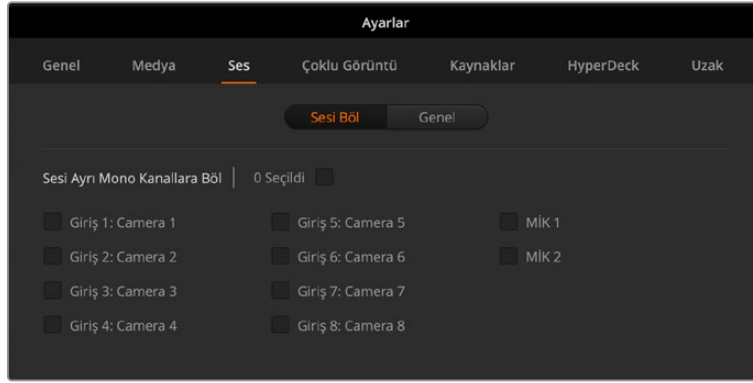 Ayarlar
Genel Medya Ses Çoklu Görüntü Kaynaklar HyperDeck Uzak
Sesi Böl Genel
Sesi Ayrı Mono Kanallara Böl 0 Seçildi
Giriş 1: Camera 1 Giriş 5: Camera 5 MİK 1
Giriş 2: Camera 2 Giriş 6: Camera 6 MİK 2
Giriş 3: Camera 3 Giriş 7: Camera 7
Giriş 4: Camera 4 Giriş 8: Camera 8